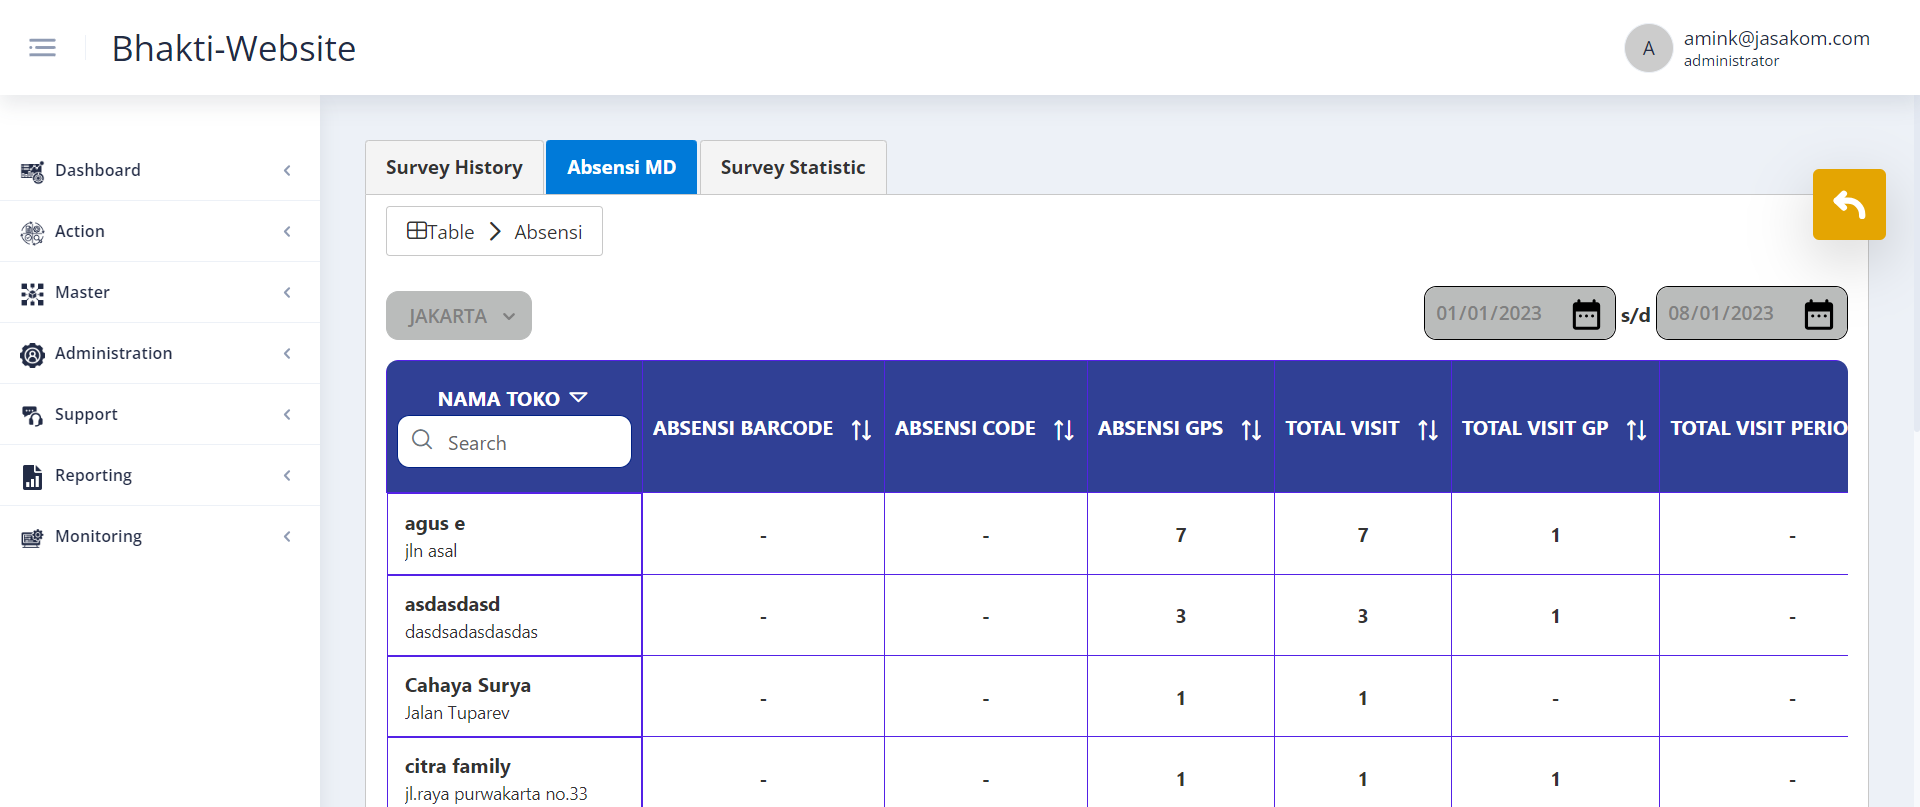 Bhakti-Website
A
amink@jasakom.com
administrator
Dashboard
Action
Master
Administration
Support
Reporting
Monitoring
Survey History
Absensi MD
Survey Statistic
Table
Absensi
JAKARTA
01/01/2023
s/d
08/01/2023
NAMA TOKO
Search
ABSENSI BARCODE
ABSENSI CODE
ABSENSI GPS
TOTAL VISIT
TOTAL VISIT GP
TOTAL VISIT PERIO
agus e
jln asal
- - 7 7 1 -
asdasdasd
dasdsadasdasdas
- - 3 3 1 -
Cahaya Surya
Jalan Tuparev
- - 1 1 - -
citra family
jl.raya purwakarta no.33
- - 1 1 1 -